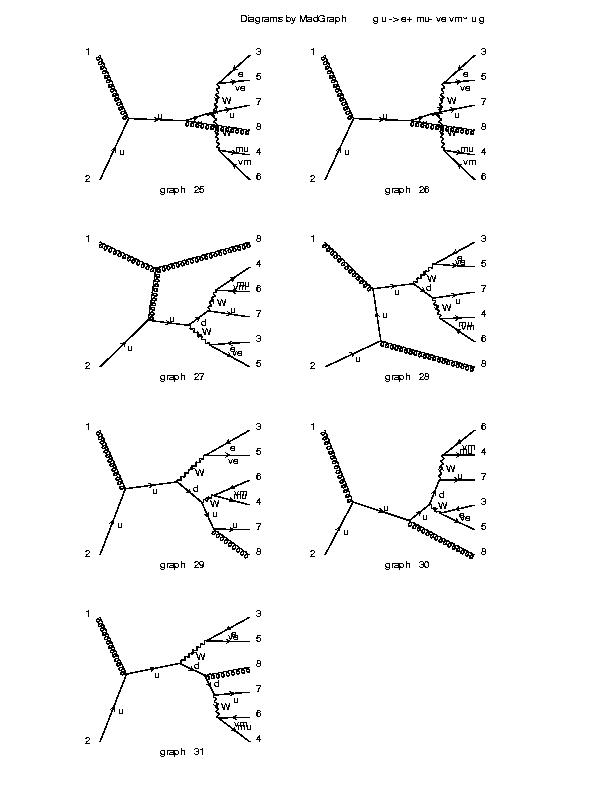 Diagrams by MadGraph g u -> e+ mu- ve vm~ u g
1 3 1 3
e 5 e 5
ve ve
W 7 W 7
u u u u
W 8 W 8
u mu 4 u mu 4
vm vm
2 6 2 6
graph 25 graph 26
1 8 1 3
4 e
mu ve 5
vm 6 W
W d 7
u 7 u u
u d u W 4
W 3 mu
e vm 6
u ve u
2 5 2 8
graph 27 graph 28
1 3 1 6
e 5 vm
ve mu 4
W 6 W
vm u 7
d mu d
u W 4 u 3
u u W e
u 7 ve 5
u u
2 8 2 8
graph 29 graph 30
1 3
e
ve 5
W
d 8
u d
u 7
u W
vm 6
mu
2 4
graph 31